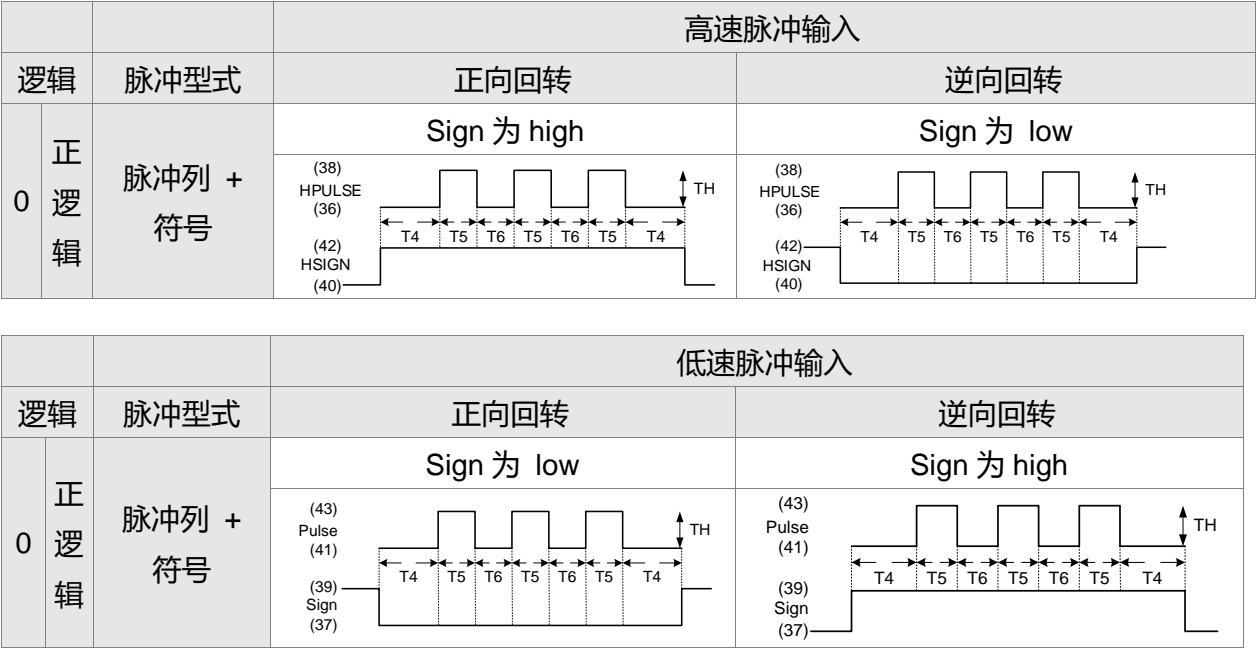 高速脉冲输入
逻辑 脉冲型式 正向回转 逆向回转
0 正逻辑 脉冲列 + 符号
Sign 为 high
(38)
HPULSE
(36)
TH
T4 T5 T6 T5 T6 T5 T4
(42)
HSIGN
(40)
Sign 为 low
(38)
HPULSE
(36)
TH
T4 T5 T6 T5 T6 T5 T4
(42)
HSIGN
(40)
低速脉冲输入
逻辑 脉冲型式 正向回转 逆向回转
0 正逻辑 脉冲列 + 符号
Sign 为 low
(43)
Pulse
(41)
TH
T4 T5 T6 T5 T6 T5 T4
(39)
Sign
(37)
Sign 为 high
(43)
Pulse
(41)
TH
T4 T5 T6 T5 T6 T5 T4
(39)
Sign
(37)